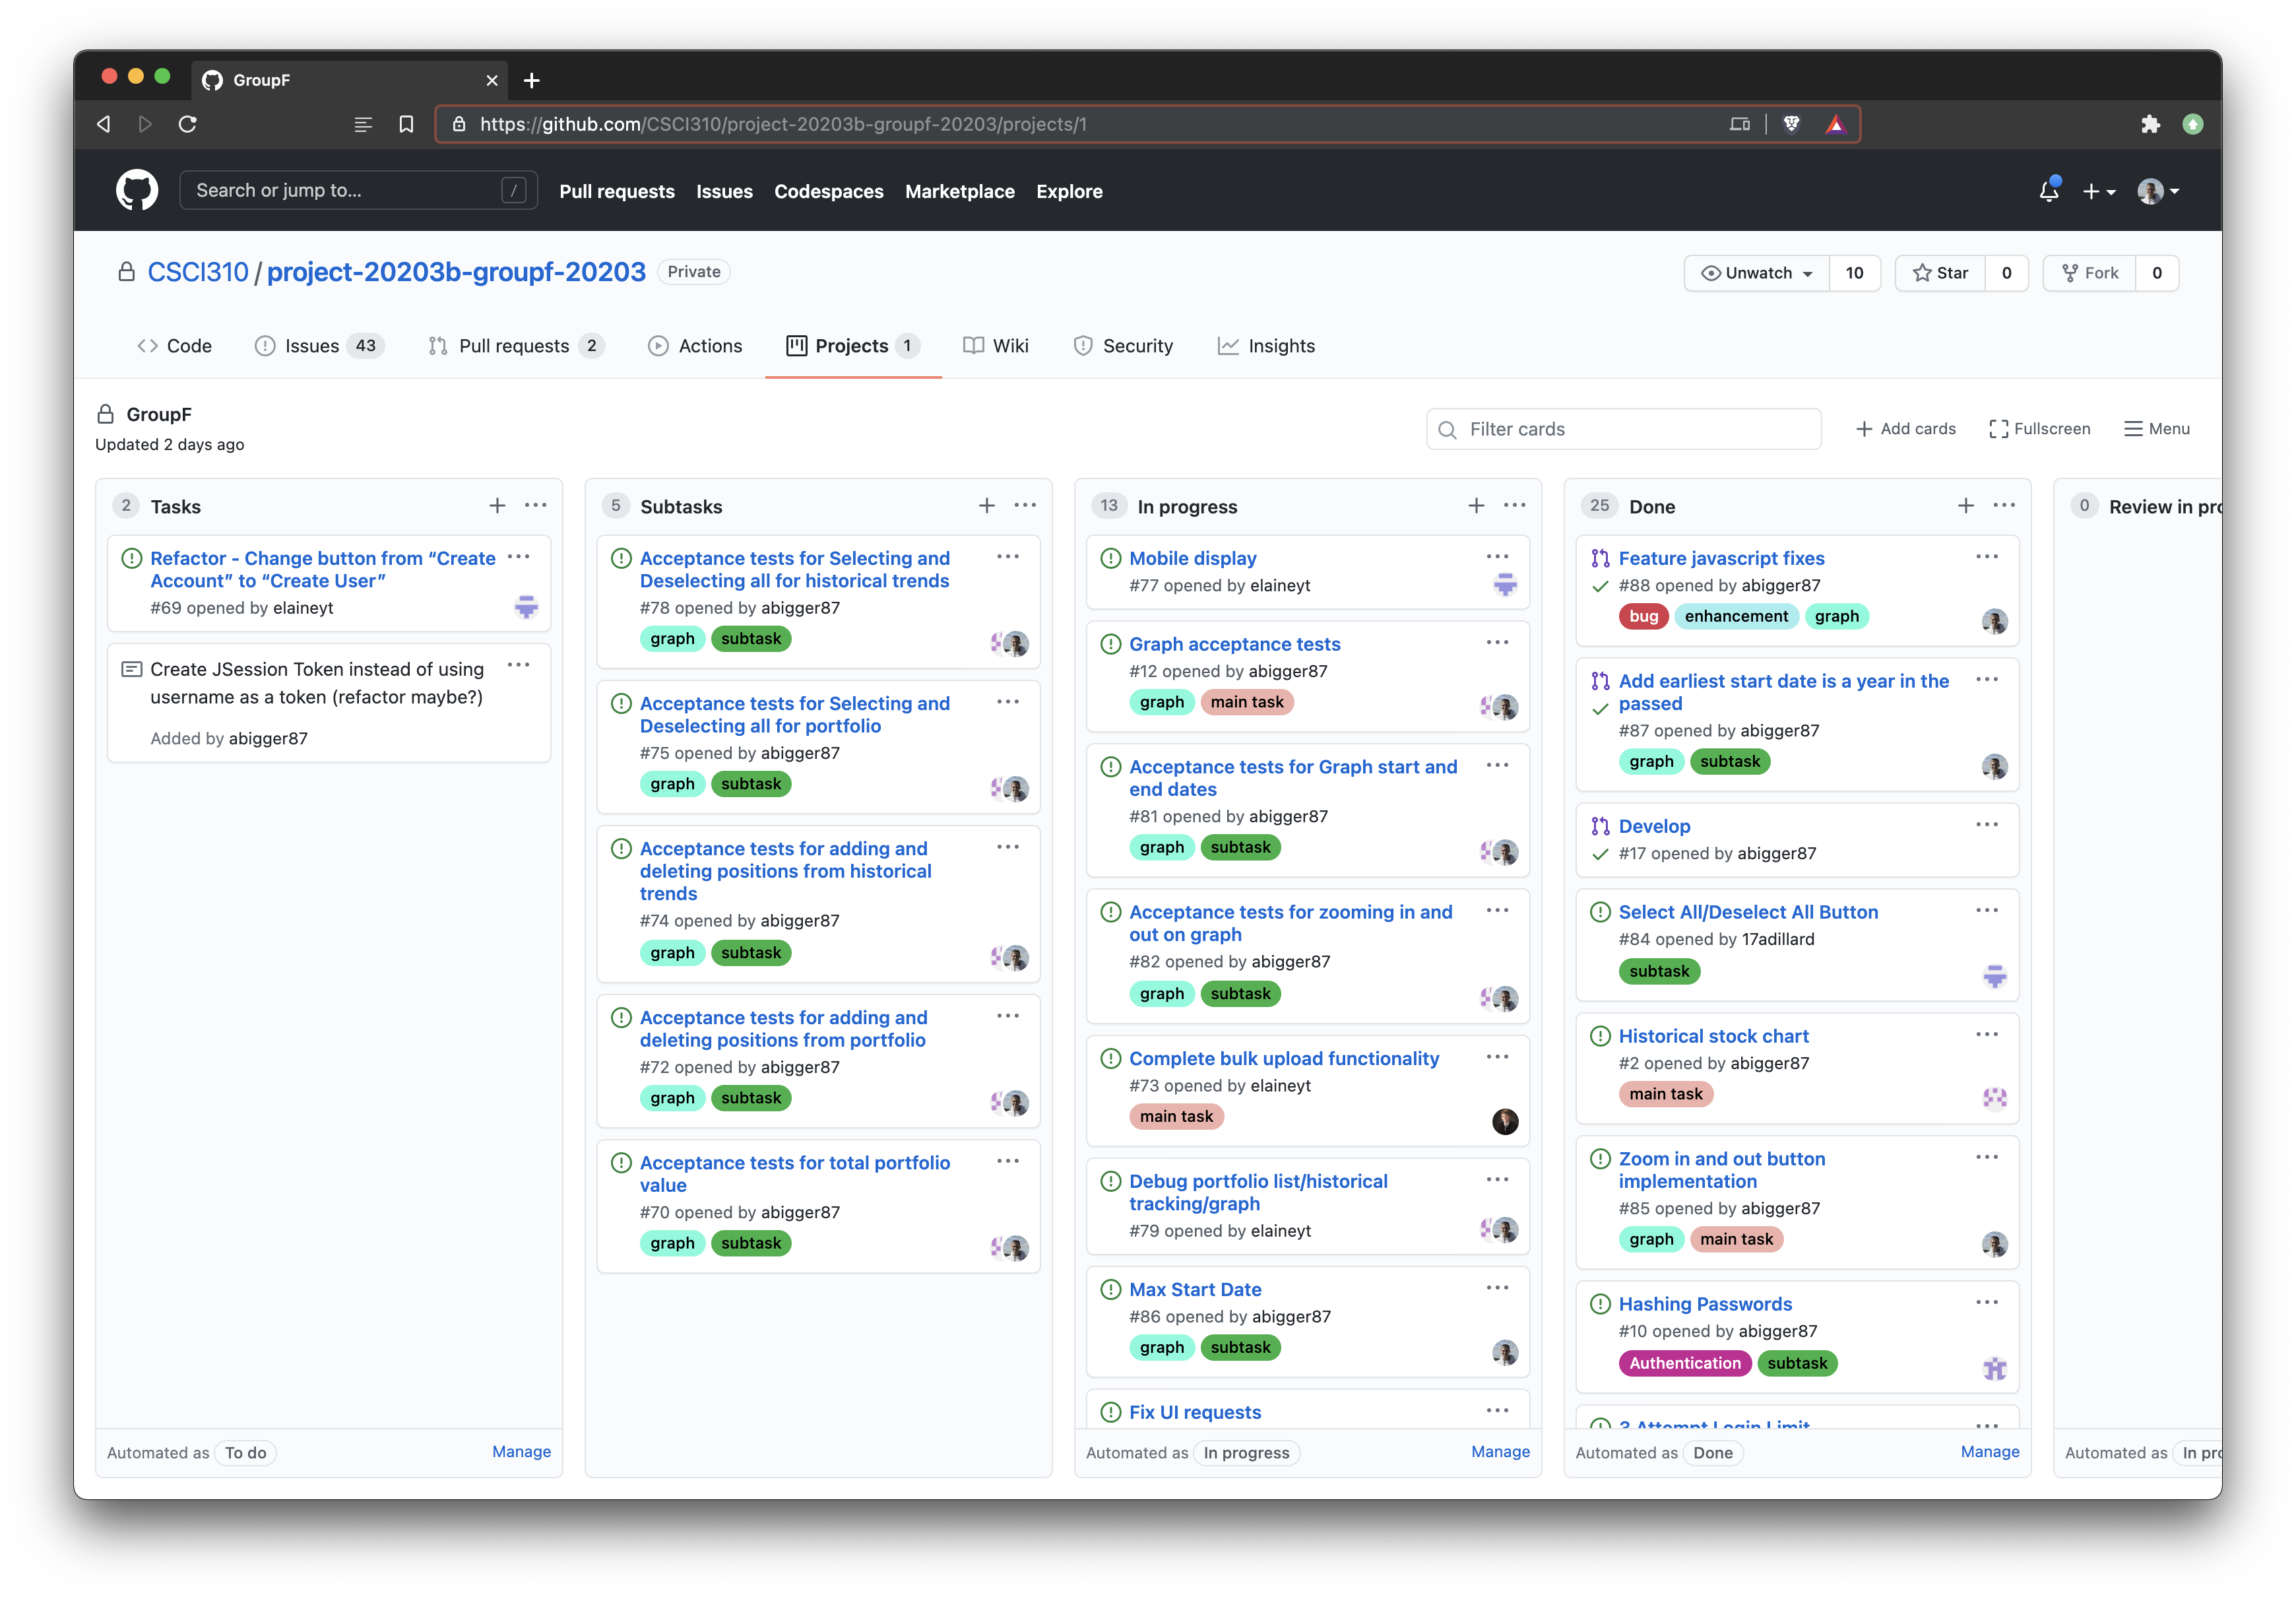 GroupF
https://github.com/CSCI310/project-20203b-groupf-20203/projects/1
Search or jump to... /
Pull requests Issues Codespaces Marketplace Explore
CSCI310 / project-20203b-groupf-20203 Private
Unwatch 10 Star 0 Fork 0
Code Issues 43 Pull requests 2 Actions Projects 1 Wiki Security Insights
GroupF
Updated 2 days ago
Filter cards
Add cards Fullscreen Menu
2 Tasks
Refactor - Change button from “Create
Account” to “Create User”
#69 opened by elaineyt
Create JSession Token instead of using
username as a token (refactor maybe?)
Added by abigger87
Automated as To do Manage
5 Subtasks
Acceptance tests for Selecting and
Deselecting all for historical trends
#78 opened by abigger87
graph subtask
Acceptance tests for Selecting and
Deselecting all for portfolio
#75 opened by abigger87
graph subtask
Acceptance tests for adding and
deleting positions from historical
trends
#74 opened by abigger87
graph subtask
Acceptance tests for adding and
deleting positions from portfolio
#72 opened by abigger87
graph subtask
Acceptance tests for total portfolio
value
#70 opened by abigger87
graph subtask
13 In progress
Mobile display
#77 opened by elaineyt
Graph acceptance tests
#12 opened by abigger87
graph main task
Acceptance tests for Graph start and
end dates
#81 opened by abigger87
graph subtask
Acceptance tests for zooming in and
out on graph
#82 opened by abigger87
graph subtask
Complete bulk upload functionality
#73 opened by elaineyt
main task
Debug portfolio list/historical
tracking/graph
#79 opened by elaineyt
Max Start Date
#86 opened by abigger87
graph subtask
Fix UI requests
Automated as In progress Manage
25 Done
Feature javascript fixes
#88 opened by abigger87
bug enhancement graph
Add earliest start date is a year in the
passed
#87 opened by abigger87
graph subtask
Develop
#17 opened by abigger87
Select All/Deselect All Button
#84 opened by 17adillard
subtask
Historical stock chart
#2 opened by abigger87
main task
Zoom in and out button
implementation
#85 opened by abigger87
graph main task
Hashing Passwords
#10 opened by abigger87
Authentication subtask
3 Attempt Login Limit
Automated as Done Manage
0 Review in pro
Automated as In pro